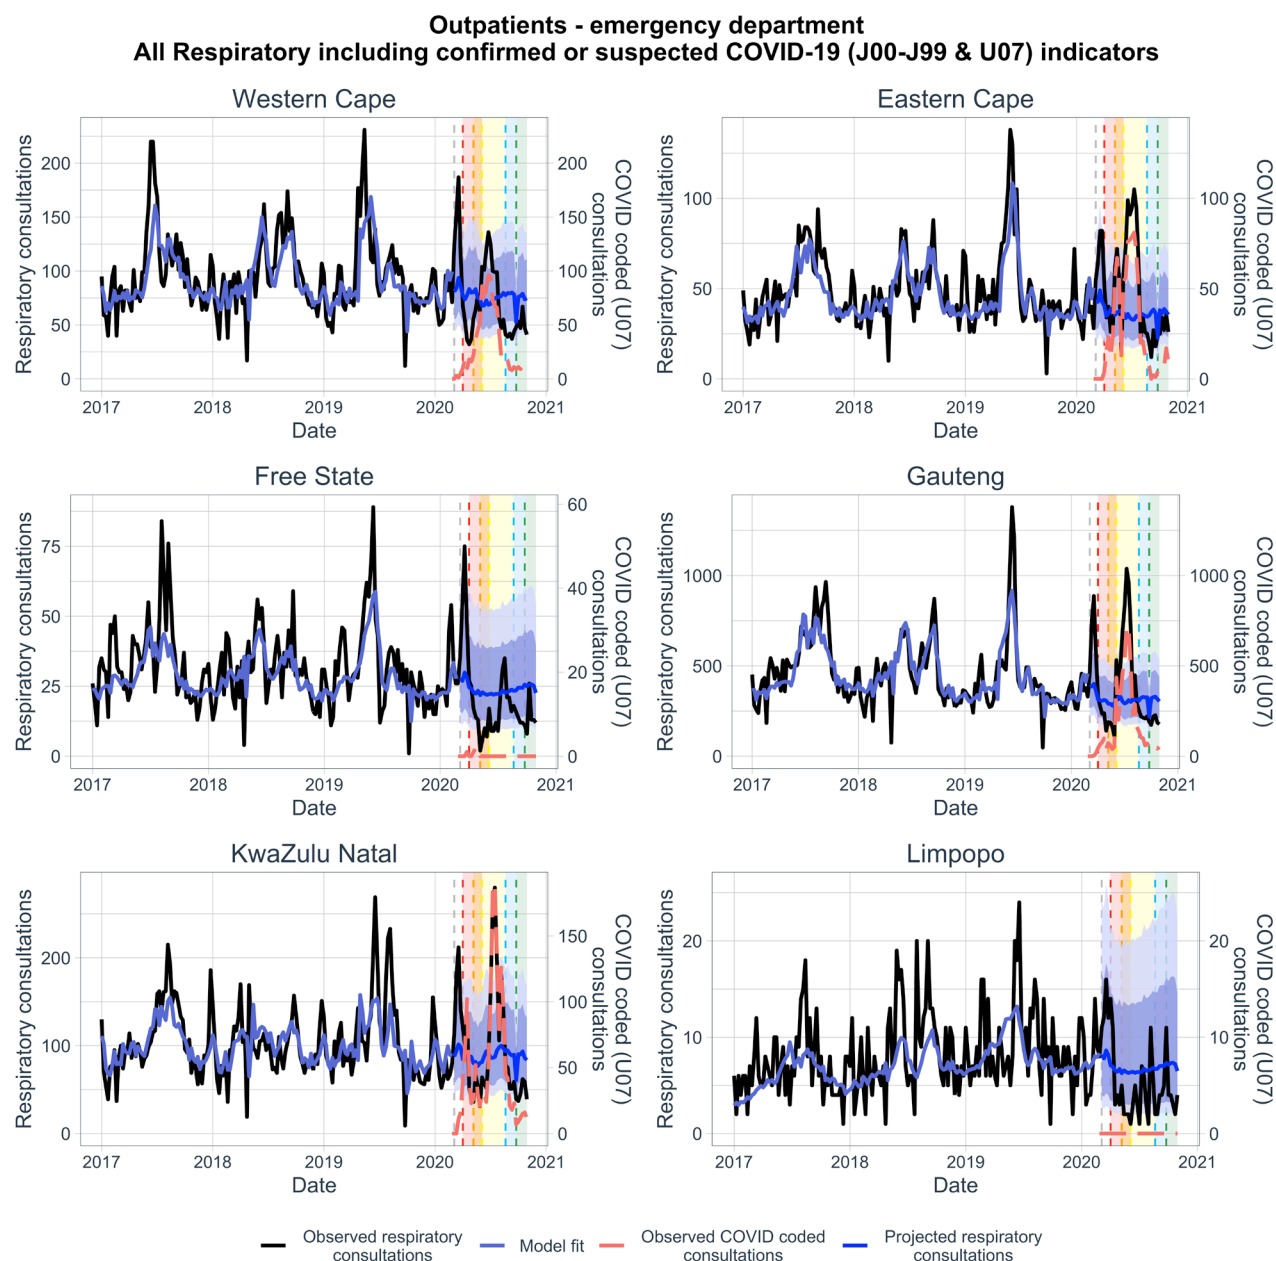 Outpatients - emergency department
All Respiratory including confirmed or suspected COVID-19 (J00-J99 & U07) indicators
Western Cape
Respiratory consultations
200
150
100
50
0
200
150
100
50
0
COVID coded (U07)
consultations
2017 2018 2019 2020 2021
Date
Eastern Cape
Respiratory consultations
100
50
0
100
50
0
COVID coded (U07)
consultations
2017 2018 2019 2020 2021
Date
Free State
Respiratory consultations
75
50
25
0
60
40
20
0
COVID coded (U07)
consultations
2017 2018 2019 2020 2021
Date
Gauteng
Respiratory consultations
1000
500
0
1000
500
0
COVID coded (U07)
consultations
2017 2018 2019 2020 2021
Date
KwaZulu Natal
Respiratory consultations
200
100
0
150
100
50
0
COVID coded (U07)
consultations
2017 2018 2019 2020 2021
Date
Limpopo
Respiratory consultations
20
10
0
20
10
0
COVID coded (U07)
consultations
2017 2018 2019 2020 2021
Date
Observed respiratory
consultations
Model fit
Observed COVID coded
consultations
Projected respiratory
consultations